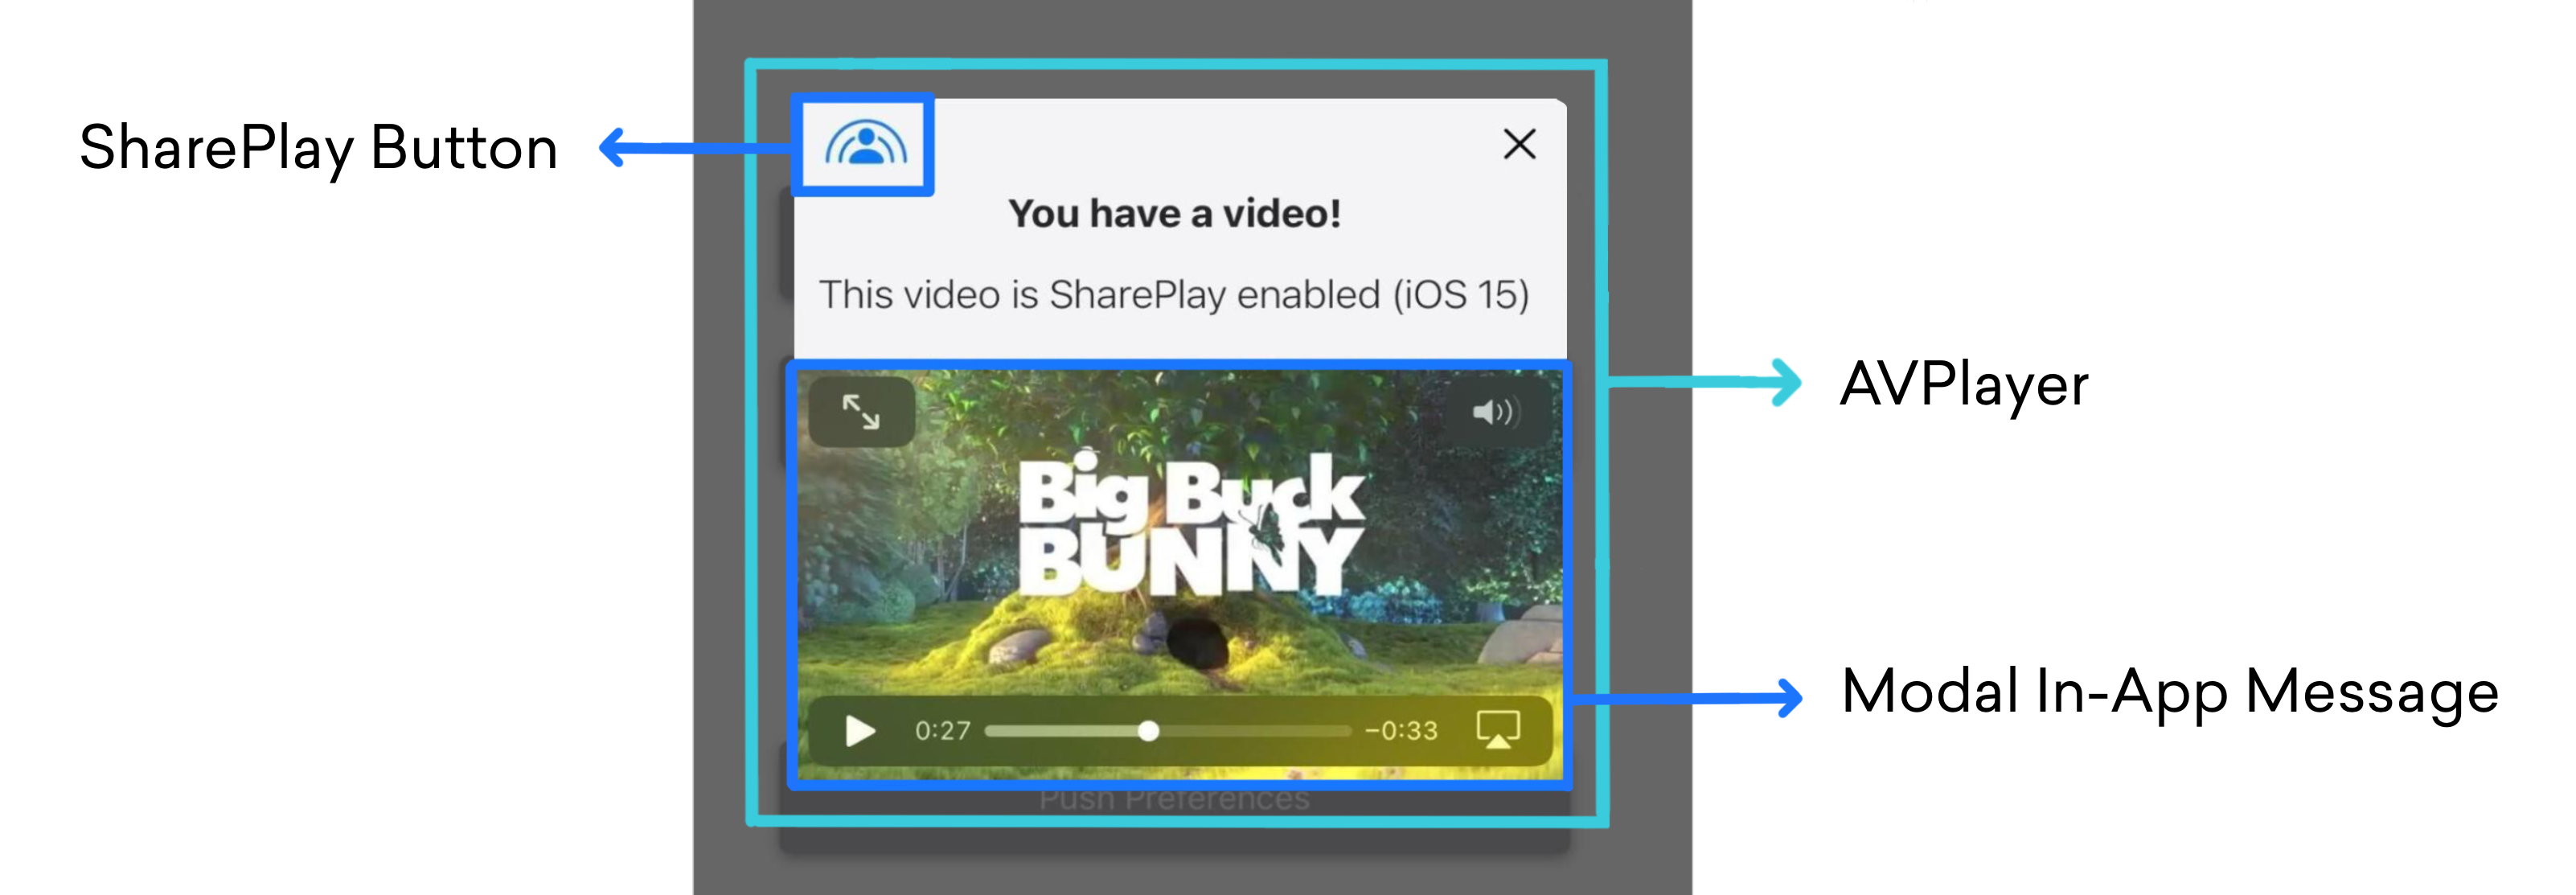 SharePlay Button
You have a video!
This video is SharePlay enabled (iOS 15)
AVPlayer
Big Buck
BUNNY
Modal In-App Message
0:27
-0:33
Push Preferences